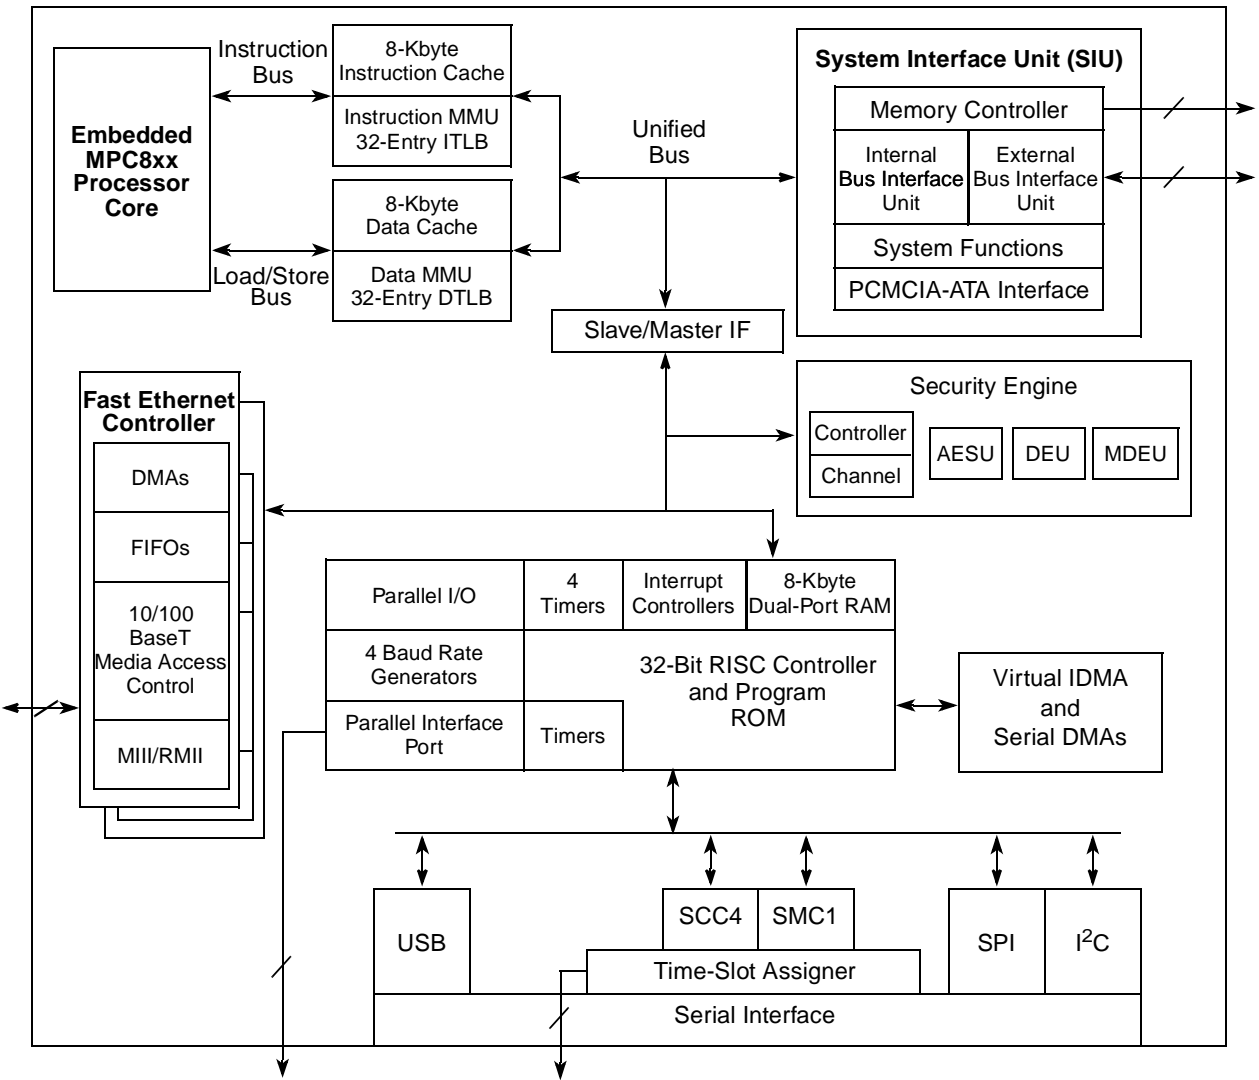 Embedded
MPC8xx
Processor
Core
Instruction
Bus
Load/Store
Bus
8-Kbyte
Instruction Cache
Instruction MMU
32-Entry ITLB
8-Kbyte
Data Cache
Data MMU
32-Entry DTLB
Unified
Bus
System Interface Unit (SIU)
Memory Controller
Internal
Bus Interface
Unit
External
Bus Interface
Unit
System Functions
PCMCIA-ATA Interface
Slave/Master IF
Security Engine
Controller
Channel
AESU
DEU
MDEU
Fast Ethernet
Controller
DMAs
FIFOs
10/100
BaseT
Media Access
Control
MIII/RMII
Parallel I/O
4
Timers
Interrupt
Controllers
8-Kbyte
Dual-Port RAM
4 Baud Rate
Generators
32-Bit RISC Controller
and Program
ROM
Parallel Interface
Port
Timers
Virtual IDMA
and
Serial DMAs
USB
SCC4
SMC1
SPI
I2C
Time-Slot Assigner
Serial Interface